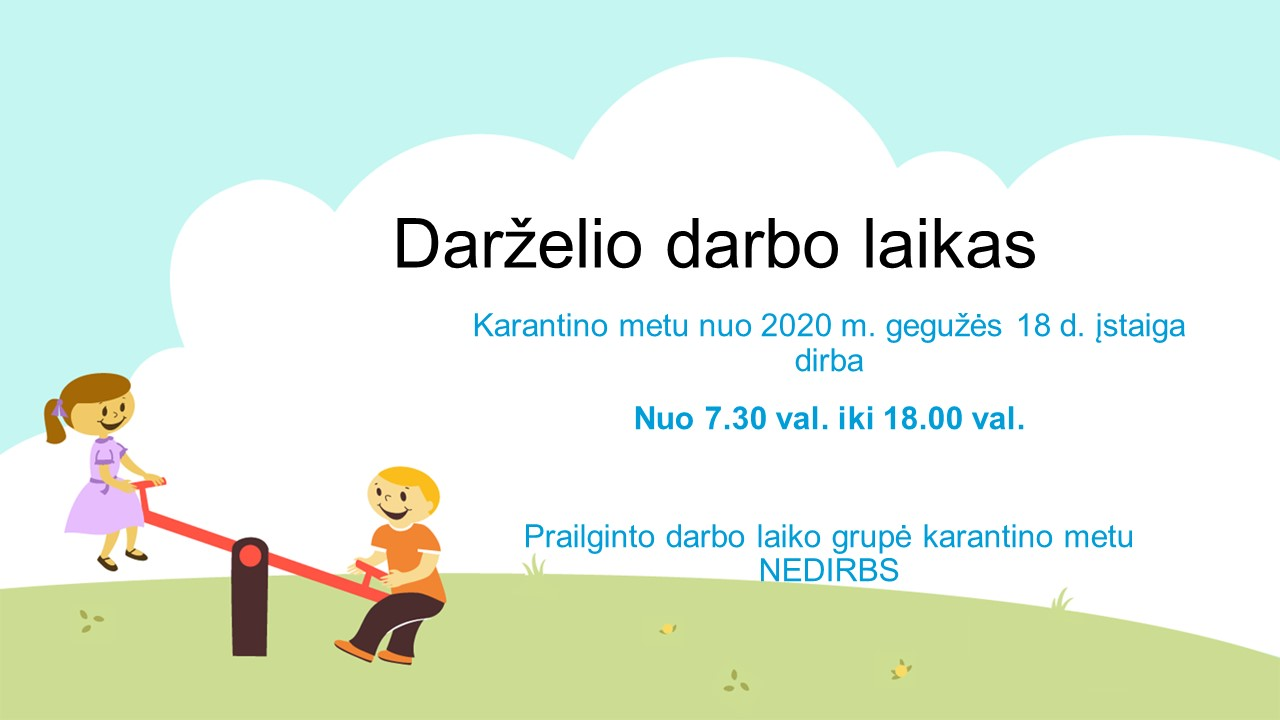 Darželio darbo laikas
Karantino metu nuo 2020 m. gegužės 18 d. įstaiga
dirba
Nuo 7.30 val. iki 18.00 val.
Prailginto darbo laiko grupė karantino metu
NEDIRBS